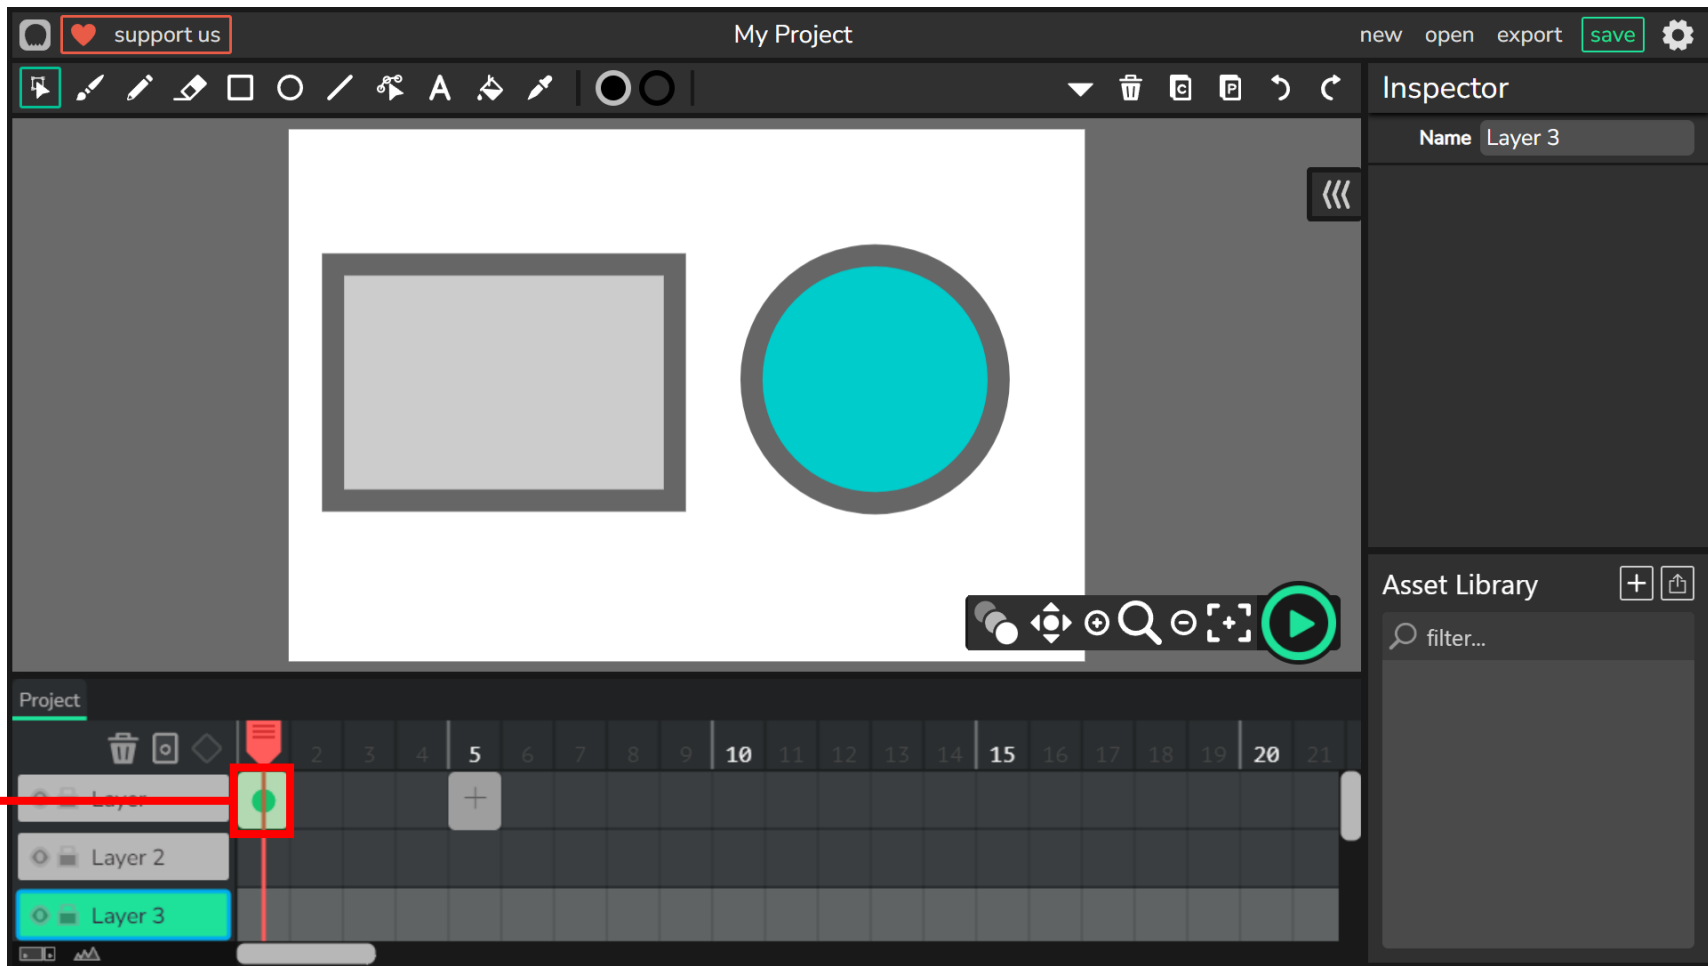 support us
My Project
new open export save
A
C
P
Inspector
Name Layer 3
Asset Library
filter...
Project
2 3 4 5 6 7 8 9 10 11 12 13 14 15 16 17 18 19 20 21
Layer
Layer 2
Layer 3